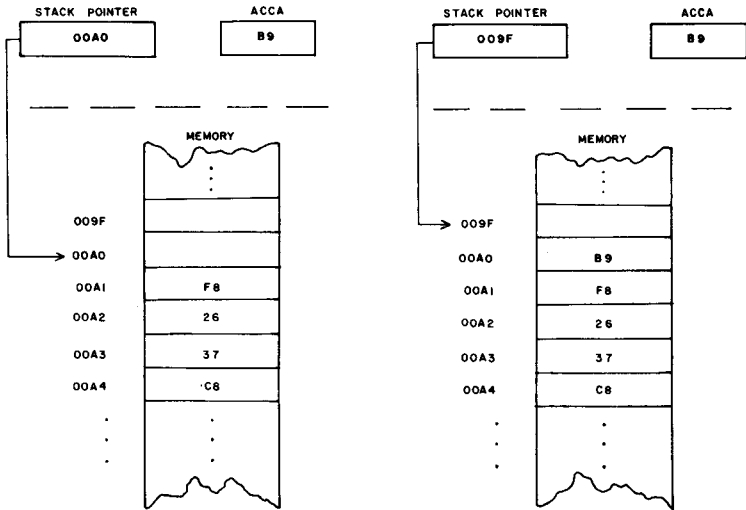 STACK POINTER ACCA
00A0 B9
MEMORY
009F
00A0
00A1 F8
00A2 26
00A3 37
00A4 C8
STACK POINTER ACCA
009F B9
MEMORY
009F
00A0 B9
00A1 F8
00A2 26
00A3 37
00A4 C8